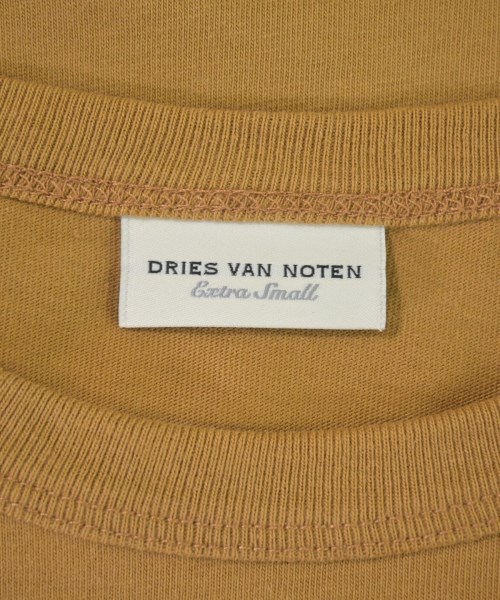 DRIES VAN NOTEN
Extra Small